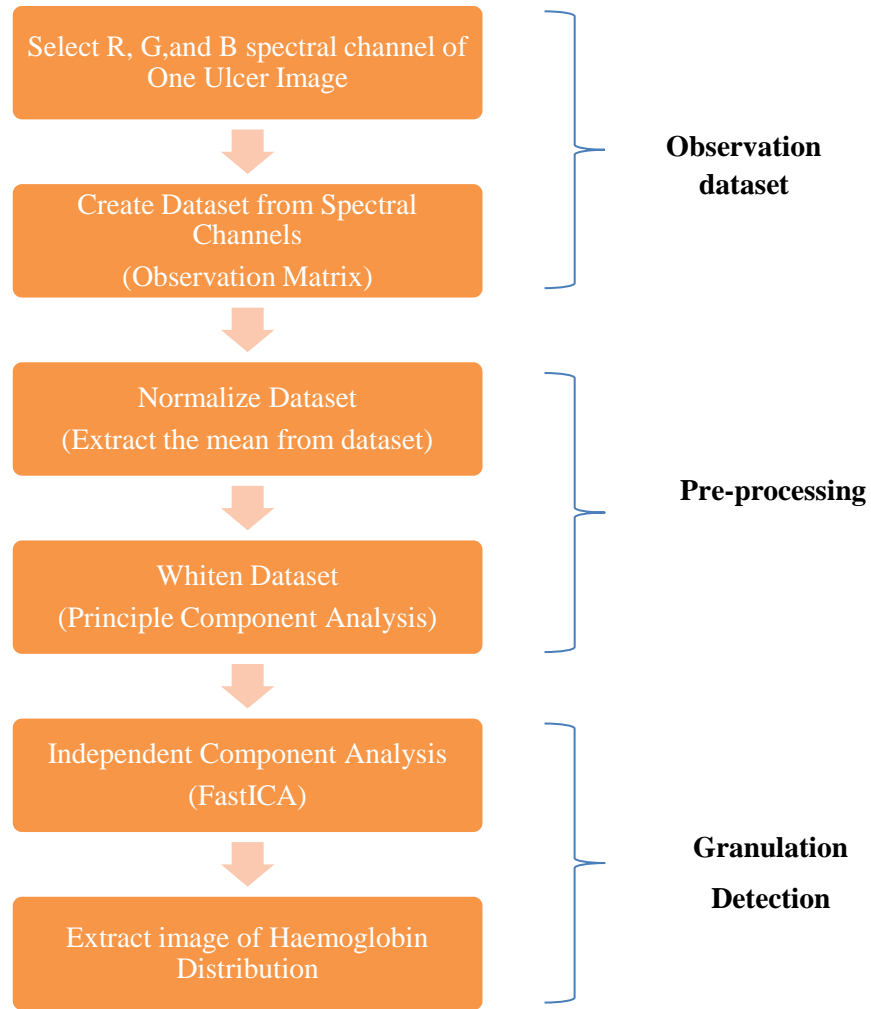 Select R, G,and B spectral channel of
One Ulcer Image
Create Dataset from Spectral
Channels
(Observation Matrix)
Observation
dataset
Normalize Dataset
(Extract the mean from dataset)
Whiten Dataset
(Principle Component Analysis)
Pre-processing
Independent Component Analysis
(FastICA)
Extract image of Haemoglobin
Distribution
Granulation
Detection